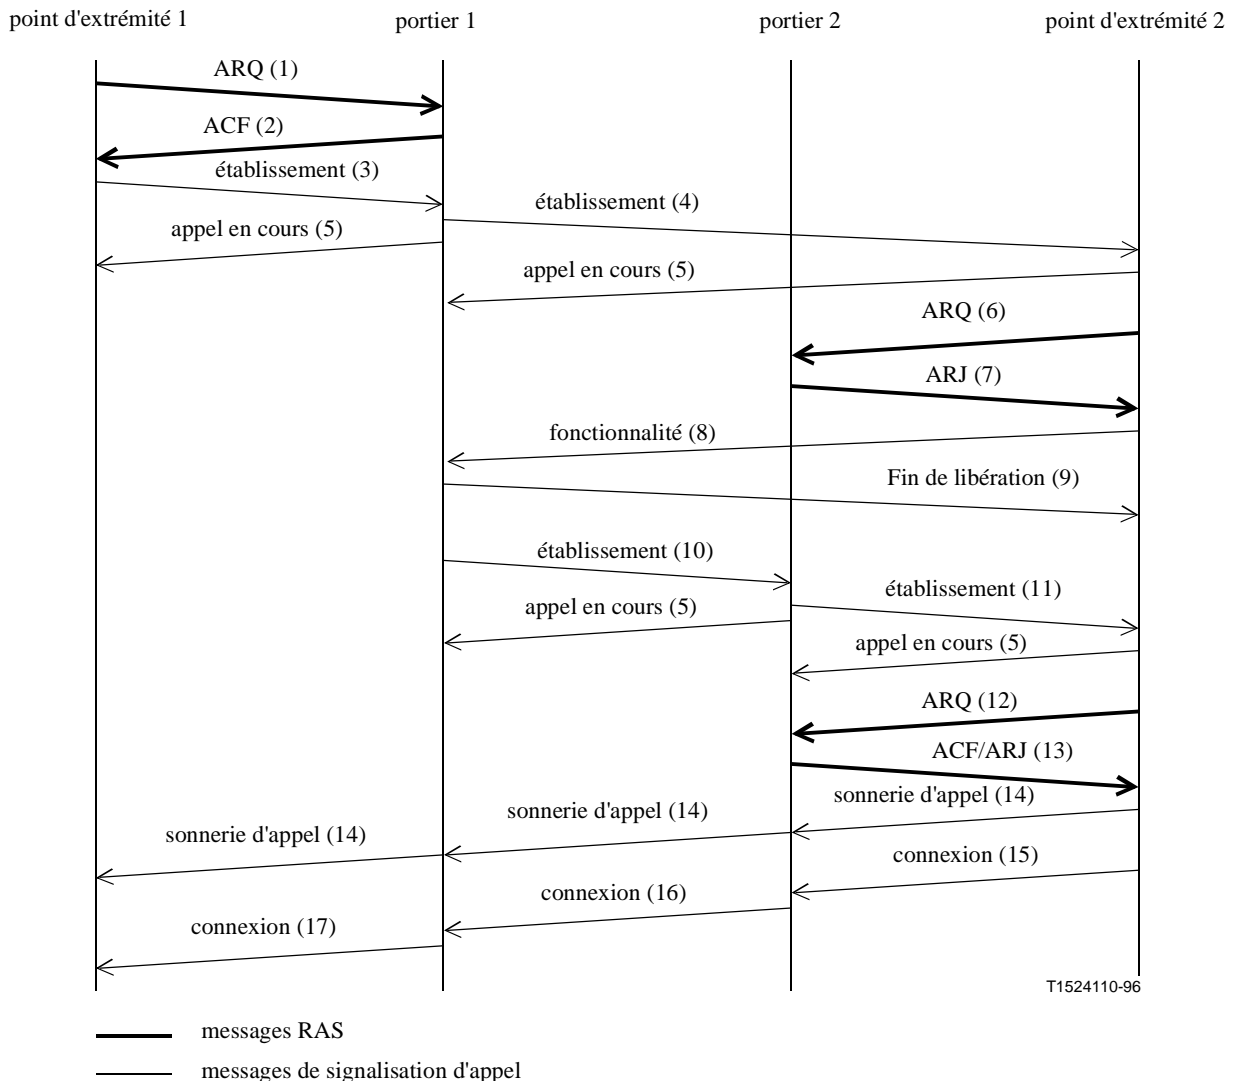 point d'extrémité 1
portier 1
portier 2
point d'extrémité 2
ARQ (1)
ACF (2)
établissement (3)
établissement (4)
appel en cours (5)
appel en cours (5)
ARQ (6)
ARJ (7)
fonctionnalité (8)
Fin de libération (9)
établissement (10)
établissement (11)
appel en cours (5)
appel en cours (5)
ARQ (12)
ACF/ARJ (13)
sonnerie d'appel (14)
sonnerie d'appel (14)
sonnerie d'appel (14)
connexion (15)
connexion (16)
connexion (17)
T1524110-96
messages RAS
messages de signalisation d'appel